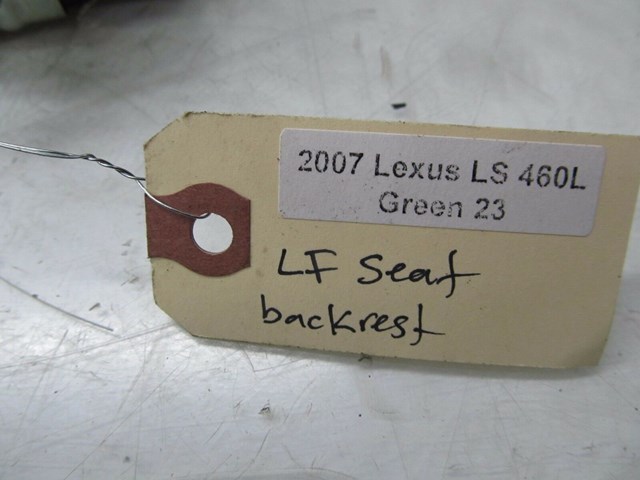 2007 Lexus LS 460L
Green 23
LF Seat
backrest